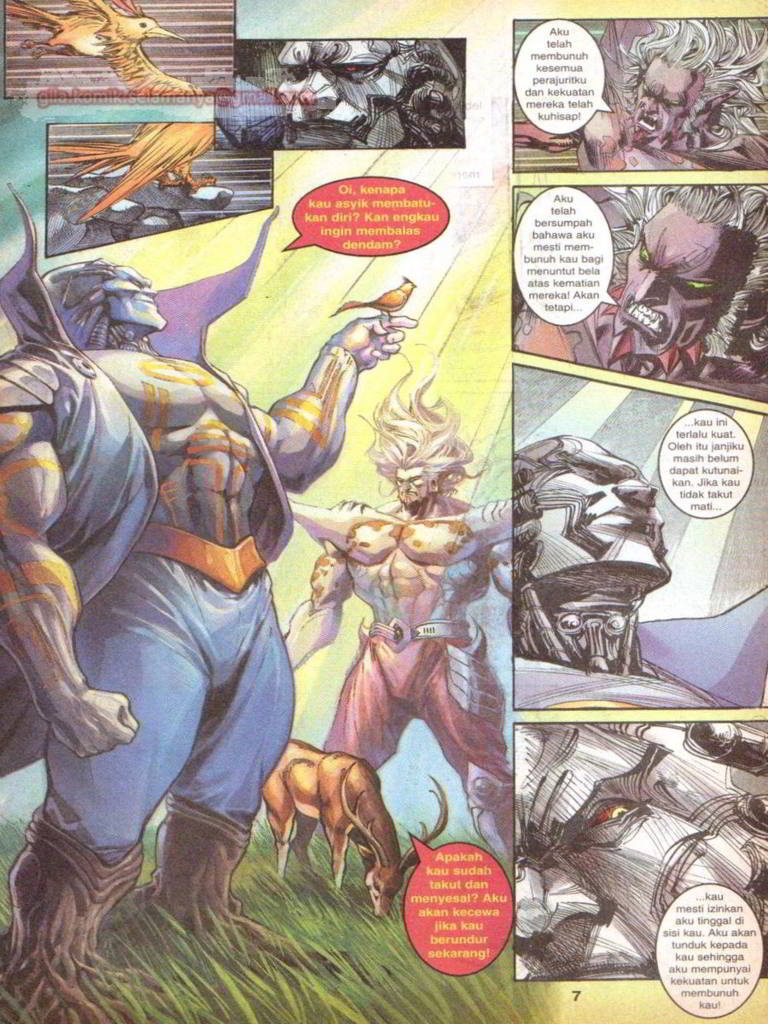 Oi, kenapa
kau asyik membatu-
kan diri? Kan engkau
ingin membalas
dendam?
Apakah
kau sudah
takut dan
menyesal? Aku
akan kecewa
jika kau
berundur
sekarang!
Aku
telah
membunuh
kesemua
perajuritku
dan kekuatan
mereka telah
kuhisap!
Aku
telah
bersumpah
bahawa aku
mesti mem-
bunuh kau bagi
menuntut bela
atas kematian
mereka! Akan
tetapi...
...kau ini
terlalu kuat.
Oleh itu janjiku
masih belum
dapat kutunai-
kan. Jika kau
tidak takut
mati...
...kau
mesti izinkan
aku tinggal di
sisi kau. Aku akan
tunduk kepada
kau sehingga
aku mempunyai
kekuatan untuk
membunuh
kau!
7